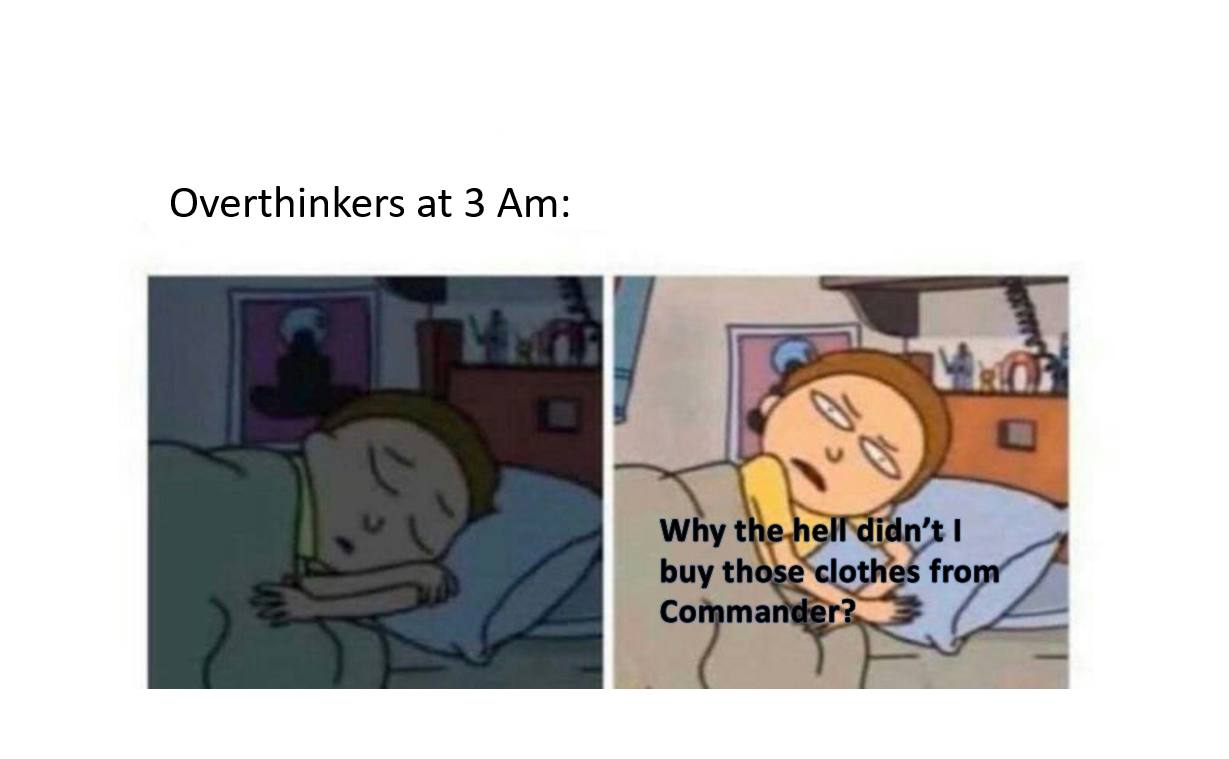 Overthinkers at 3 Am:
Why the hell didn’t I
buy those clothes from
Commander?